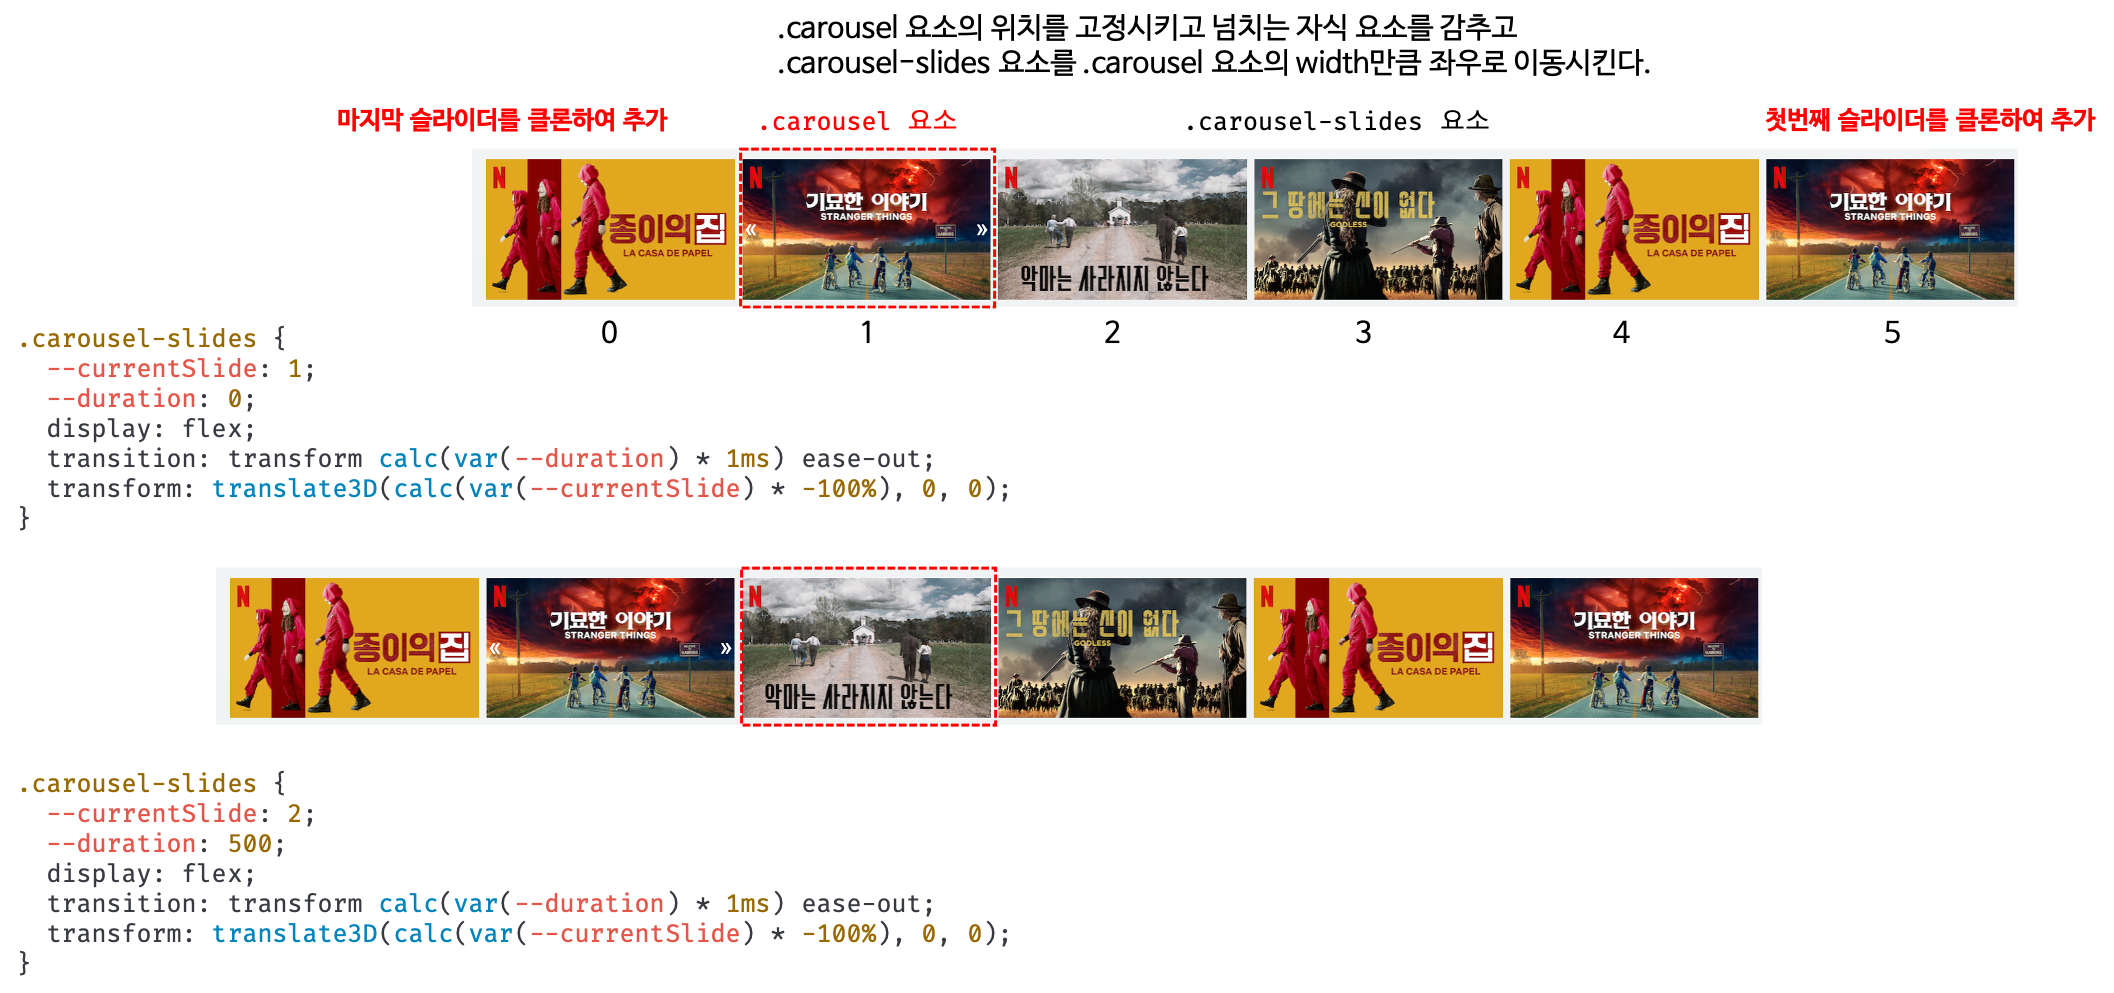 .carousel 요소의 위치를 고정시키고 넘치는 자식 요소를 감추고
.carousel-slides 요소를 .carousel 요소의 width만큼 좌우로 이동시킨다.
마지막 슬라이더를 클론하여 추가
.carousel 요소
.carousel-slides 요소
첫번째 슬라이더를 클론하여 추가
N
종이의 집
LA CASA DE PAPEL
N
기묘한 이야기
STRANGER THINGS
« »
N
악마는 사라지지 않는다
N
그 땅에는 신이 없다
GODLESS
N
종이의 집
LA CASA DE PAPEL
N
기묘한 이야기
STRANGER THINGS
0 1 2 3 4 5
.carousel-slides {
--currentSlide: 1;
--duration: 0;
display: flex;
transition: transform calc(var(--duration) * 1ms) ease-out;
transform: translate3D(calc(var(--currentSlide) * -100%), 0, 0);
}
N
종이의 집
LA CASA DE PAPEL
N
기묘한 이야기
STRANGER THINGS
« »
N
악마는 사라지지 않는다
N
그 땅에는 신이 없다
GODLESS
N
종이의 집
LA CASA DE PAPEL
N
기묘한 이야기
STRANGER THINGS
.carousel-slides {
--currentSlide: 2;
--duration: 500;
display: flex;
transition: transform calc(var(--duration) * 1ms) ease-out;
transform: translate3D(calc(var(--currentSlide) * -100%), 0, 0);
}